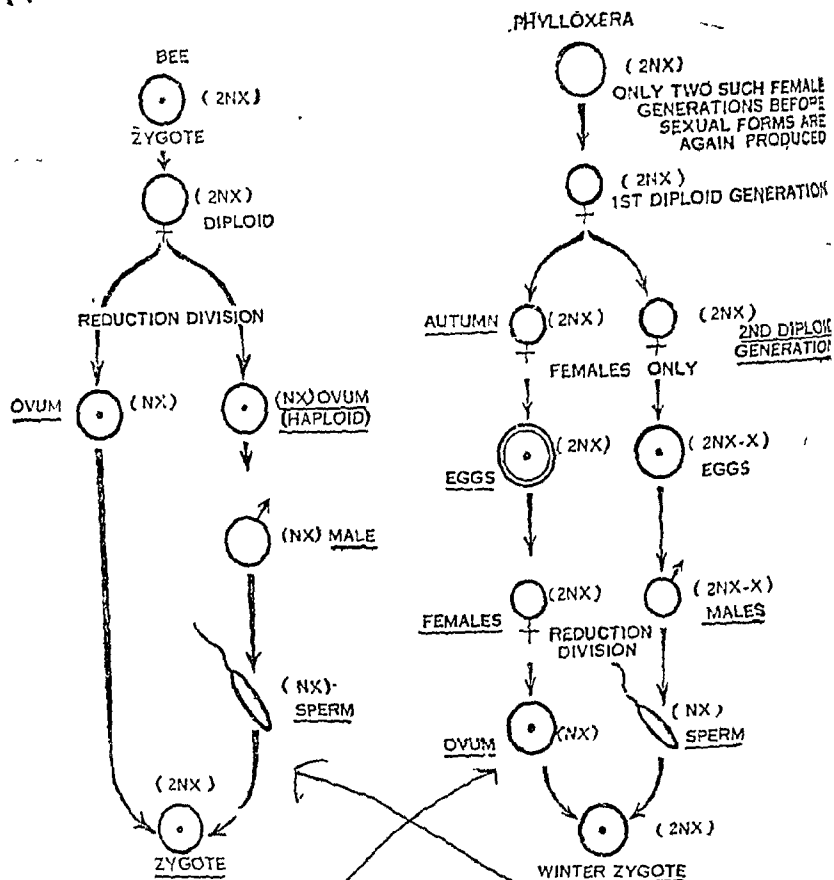 BEE
(2NX)
ZYGOTE
(2NX)
DIPLOID
REDUCTION DIVISION
OVUM
(NX)
(NX) OVUM
(HAPLOID)
(NX) MALE
(NX)-
SPERM
(2NX)
ZYGOTE
PHYLLOXERA
(2NX)
ONLY TWO SUCH FEMALE
GENERATIONS BEFORE
SEXUAL FORMS ARE
AGAIN PRODUCED
(2NX)
1ST DIPLOID GENERATION
AUTUMN
(2NX)
(2NX)
2ND DIPLOID
GENERATION
FEMALES ONLY
(2NX)
EGGS
(2NX-X)
EGGS
(2NX)
FEMALES
(2NX-X)
MALES
REDUCTION
DIVISION
OVUM
(NX)
(NX)
SPERM
(2NX)
WINTER ZYGOTE